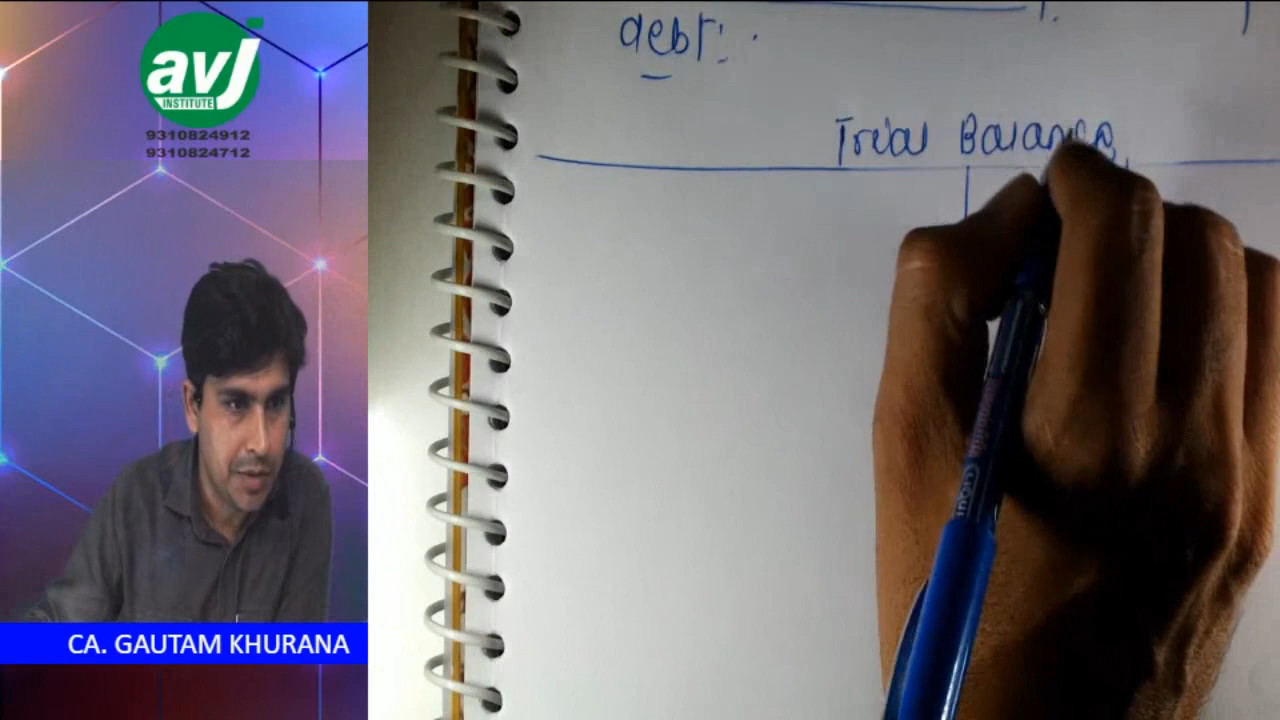 avj
INSTITUTE
9310824912
9310824712
CA. GAUTAM KHURANA
debt:
Trial Balance